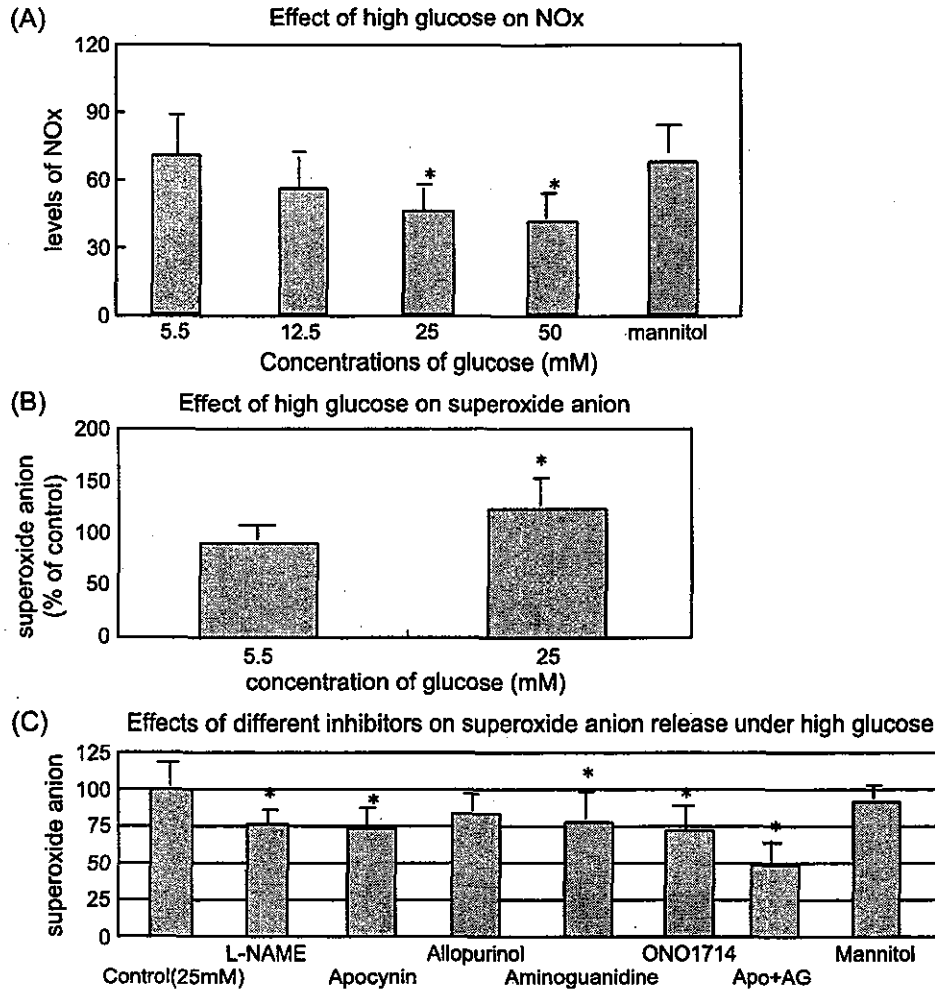 (A) Effect of high glucose on NOx
120
90
60
30
0
levels of NOx
* *
5.5 12.5 25 50 mannitol
Concentrations of glucose (mM)
(B) Effect of high glucose on superoxide anion
200
150
100
50
0
superoxide anion
(% of control)
*
5.5 25
concentration of glucose (mM)
(C) Effects of different inhibitors on superoxide anion release under high glucose
125
100
75
50
25
0
superoxide anion
* * * * *
L-NAME Allopurinol ONO1714 Mannitol
Control(25mM) Apocynin Aminoguanidine Apo+AG